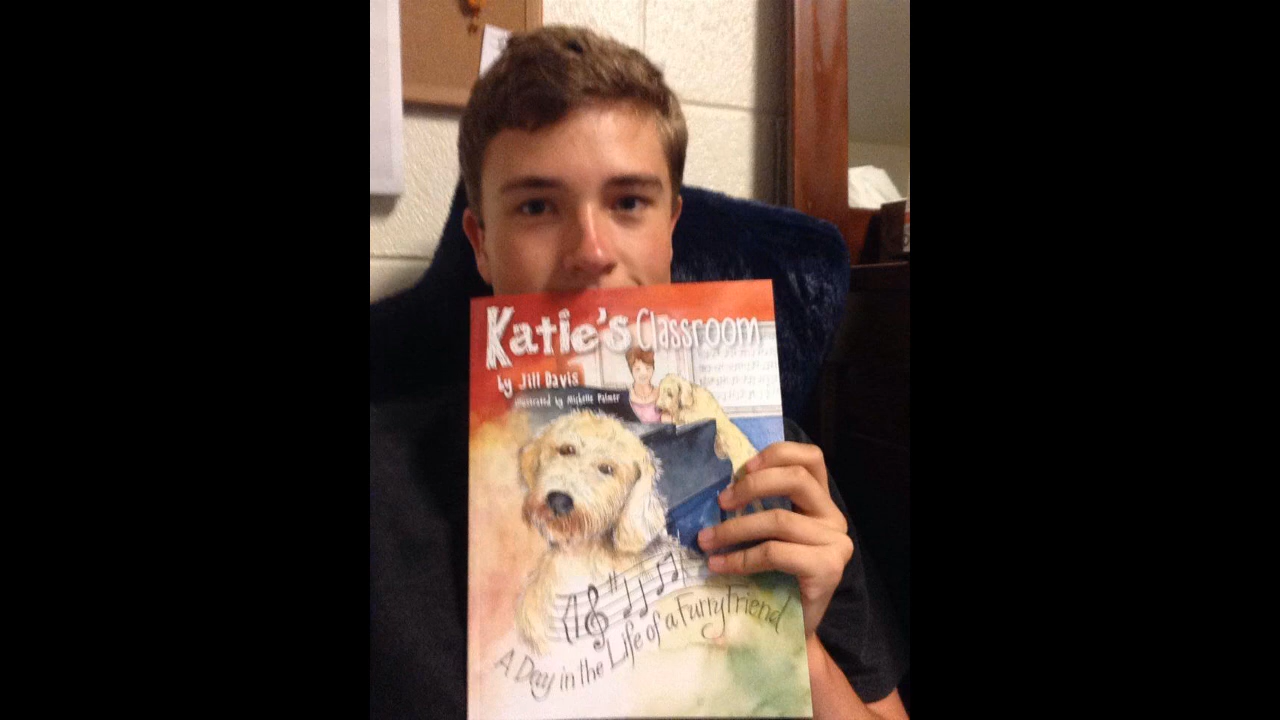 Katie's Classroom
by Jill Davis
illustrated by Michelle Palmer
A Day in the Life of a Furry Friend